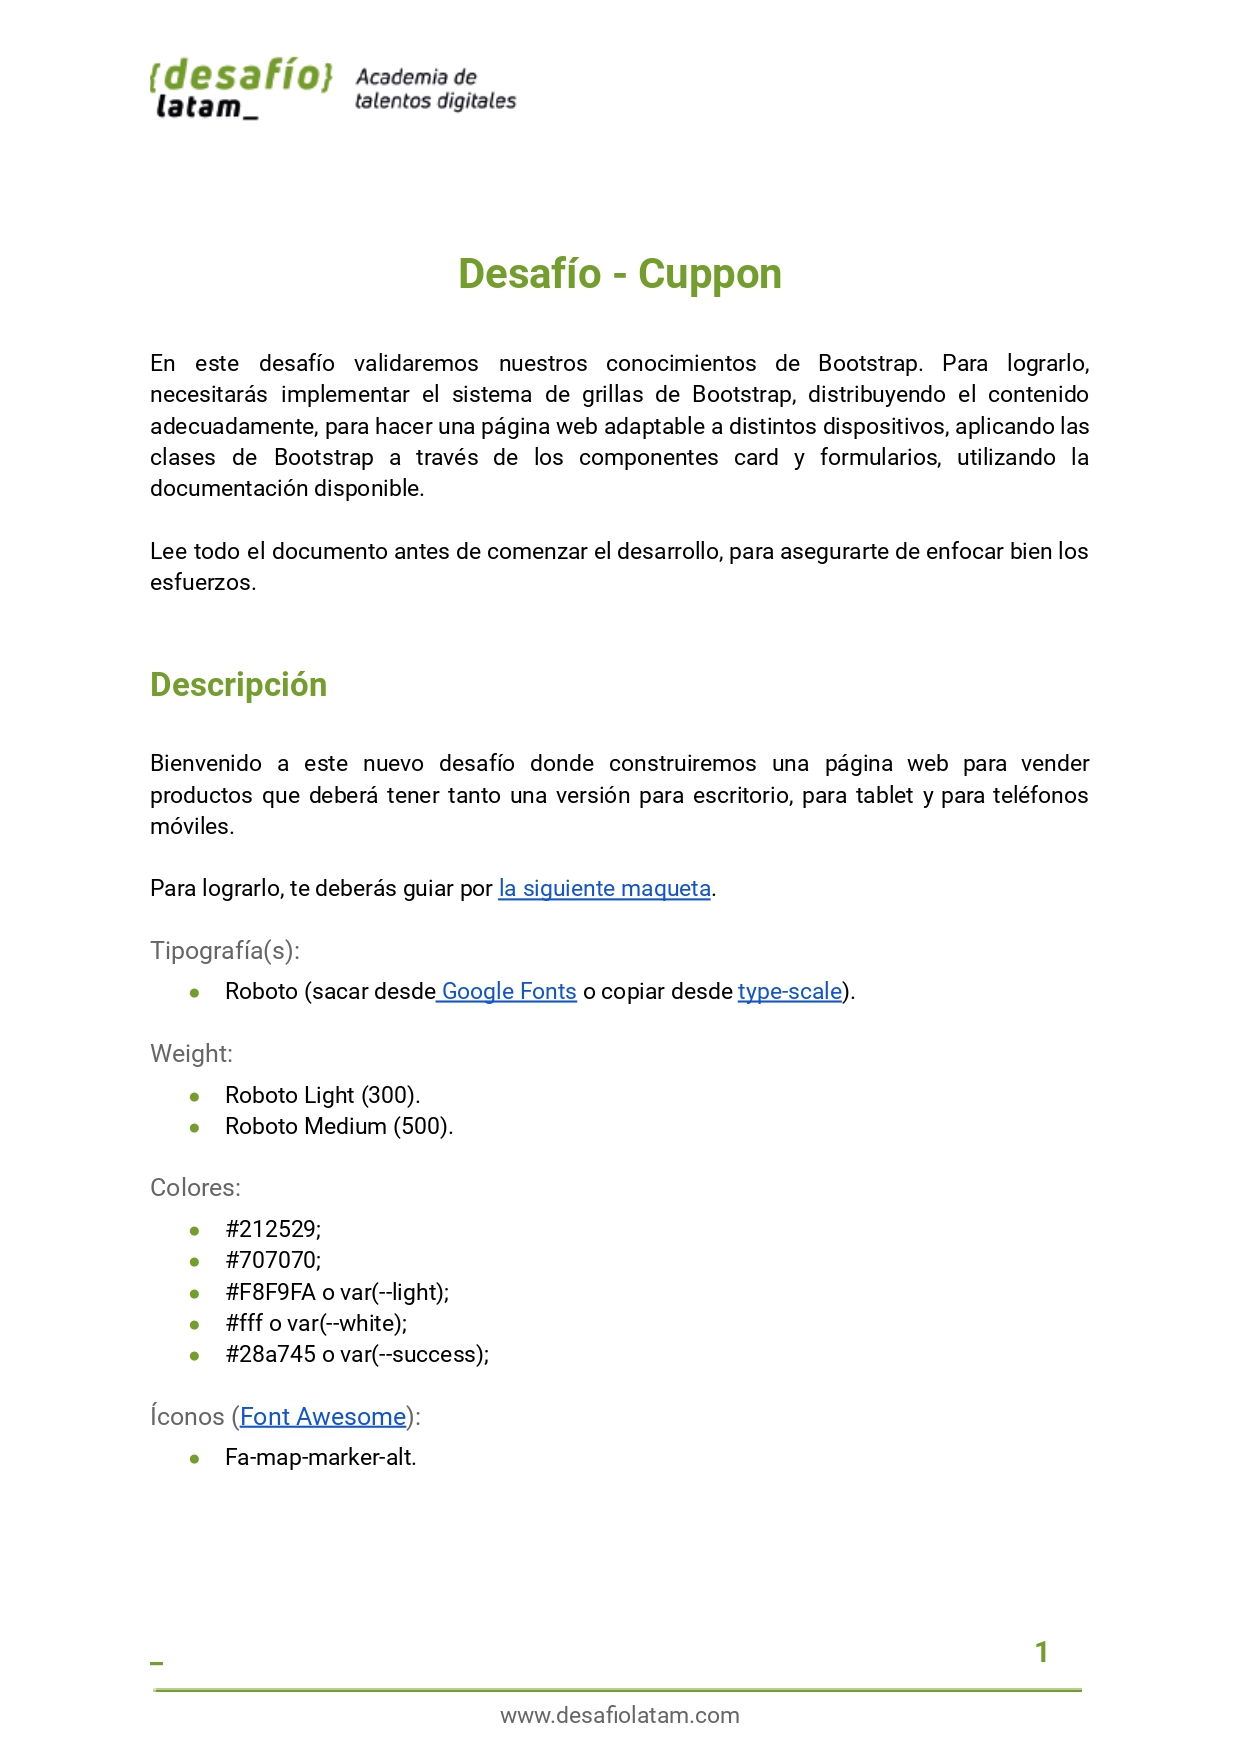 {desafío}
latam_
Academia de
talentos digitales
Desafío - Cuppon
En este desafío validaremos nuestros conocimientos de Bootstrap. Para lograrlo,
necesitarás implementar el sistema de grillas de Bootstrap, distribuyendo el contenido
adecuadamente, para hacer una página web adaptable a distintos dispositivos, aplicando las
clases de Bootstrap a través de los componentes card y formularios, utilizando la
documentación disponible.
Lee todo el documento antes de comenzar el desarrollo, para asegurarte de enfocar bien los
esfuerzos.
Descripción
Bienvenido a este nuevo desafío donde construiremos una página web para vender
productos que deberá tener tanto una versión para escritorio, para tablet y para teléfonos
móviles.
Para lograrlo, te deberás guiar por la siguiente maqueta.
Tipografía(s):
● Roboto (sacar desde Google Fonts o copiar desde type-scale).
Weight:
● Roboto Light (300).
● Roboto Medium (500).
Colores:
● #212529;
● #707070;
● #F8F9FA o var(--light);
● #fff o var(--white);
● #28a745 o var(--success);
Íconos (Font Awesome):
● Fa-map-marker-alt.
_ 1
www.desafiolatam.com